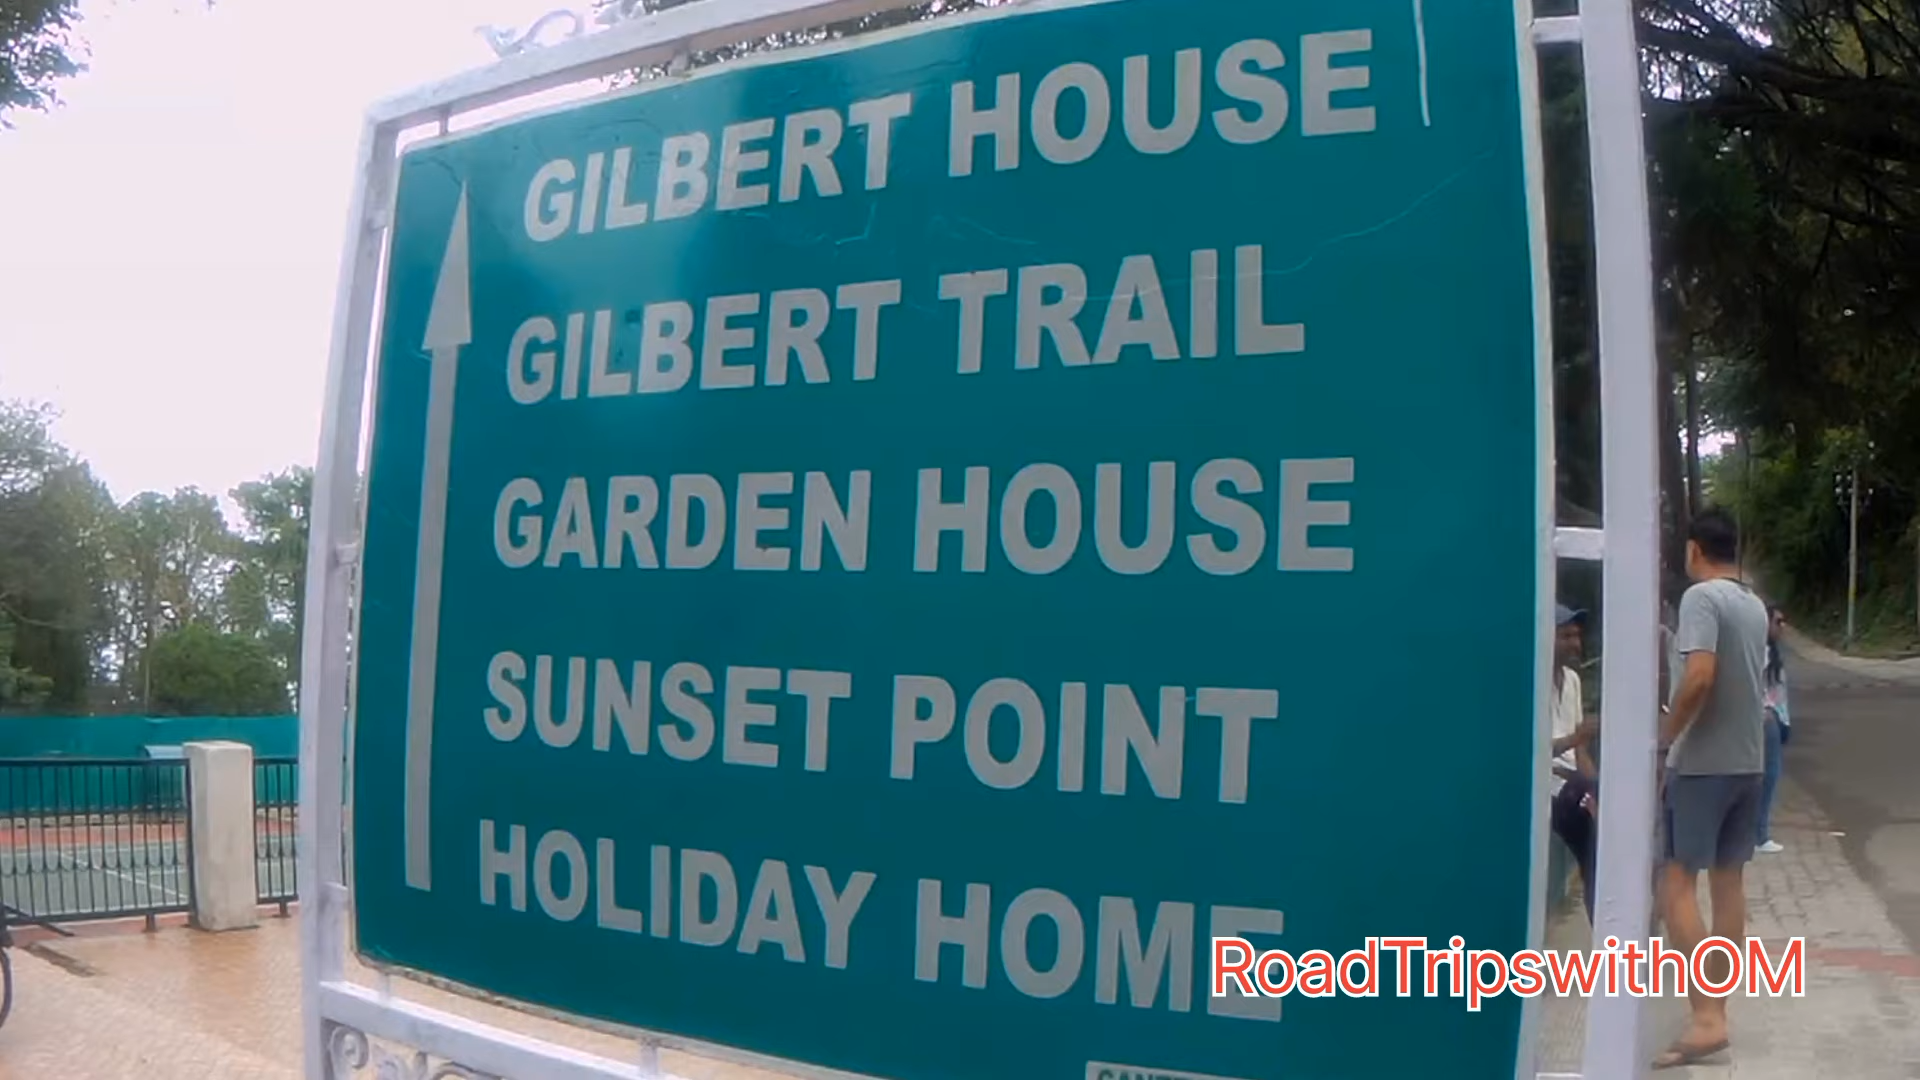 GILBERT HOUSE
GILBERT TRAIL
GARDEN HOUSE
SUNSET POINT
HOLIDAY HOME
RoadTripswithOM